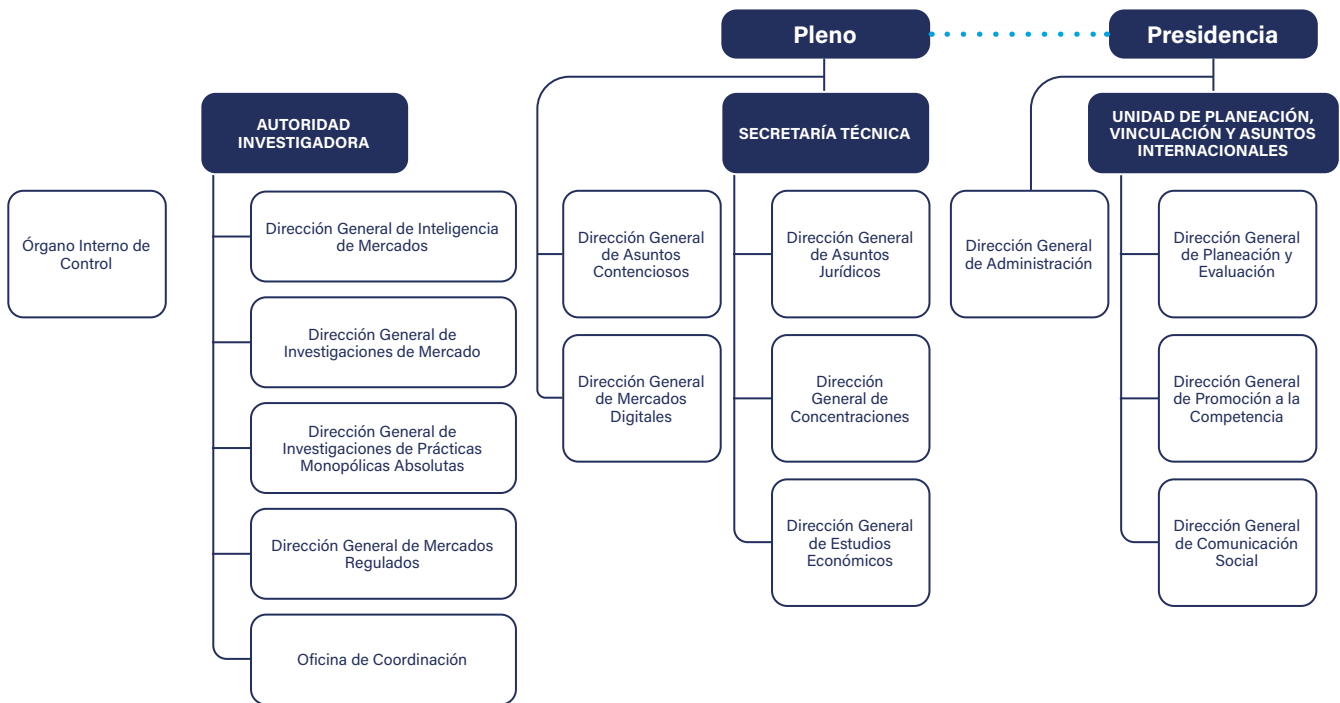 Pleno
Presidencia
AUTORIDAD
INVESTIGADORA
SECRETARÍA TÉCNICA
UNIDAD DE PLANEACIÓN,
VINCULACIÓN Y ASUNTOS
INTERNACIONALES
Órgano Interno de
Control
Dirección General de Inteligencia
de Mercados
Dirección General de
Investigaciones de Mercado
Dirección General de
Investigaciones de Prácticas
Monopólicas Absolutas
Dirección General de Mercados
Regulados
Oficina de Coordinación
Dirección General
de Asuntos
Contenciosos
Dirección General
de Mercados
Digitales
Dirección General
de Asuntos
Jurídicos
Dirección
General de
Concentraciones
Dirección General
de Estudios
Económicos
Dirección General
de Administración
Dirección General
de Planeación y
Evaluación
Dirección General
de Promoción a la
Competencia
Dirección General
de Comunicación
Social